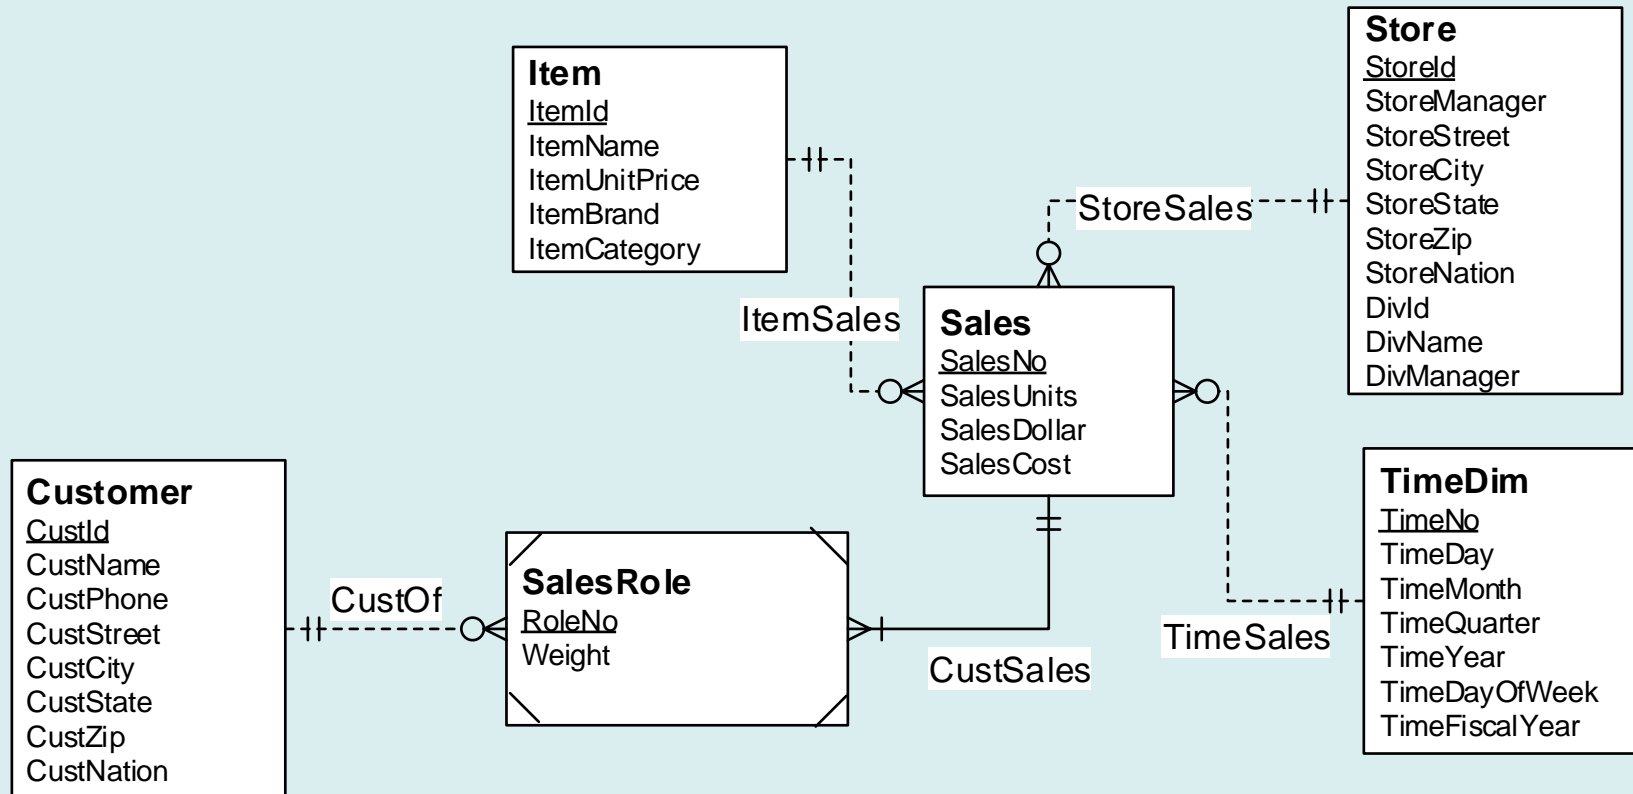 Item
ItemId
ItemName
ItemUnitPrice
ItemBrand
ItemCategory
Store
StoreId
StoreManager
StoreStreet
StoreCity
StoreState
StoreZip
StoreNation
DivId
DivName
DivManager
StoreSales
ItemSales
Sales
SalesNo
SalesUnits
SalesDollar
SalesCost
Customer
CustId
CustName
CustPhone
CustStreet
CustCity
CustState
CustZip
CustNation
CustOf
SalesRole
RoleNo
Weight
CustSales
TimeSales
TimeDim
TimeNo
TimeDay
TimeMonth
TimeQuarter
TimeYear
TimeDayOfWeek
TimeFiscalYear